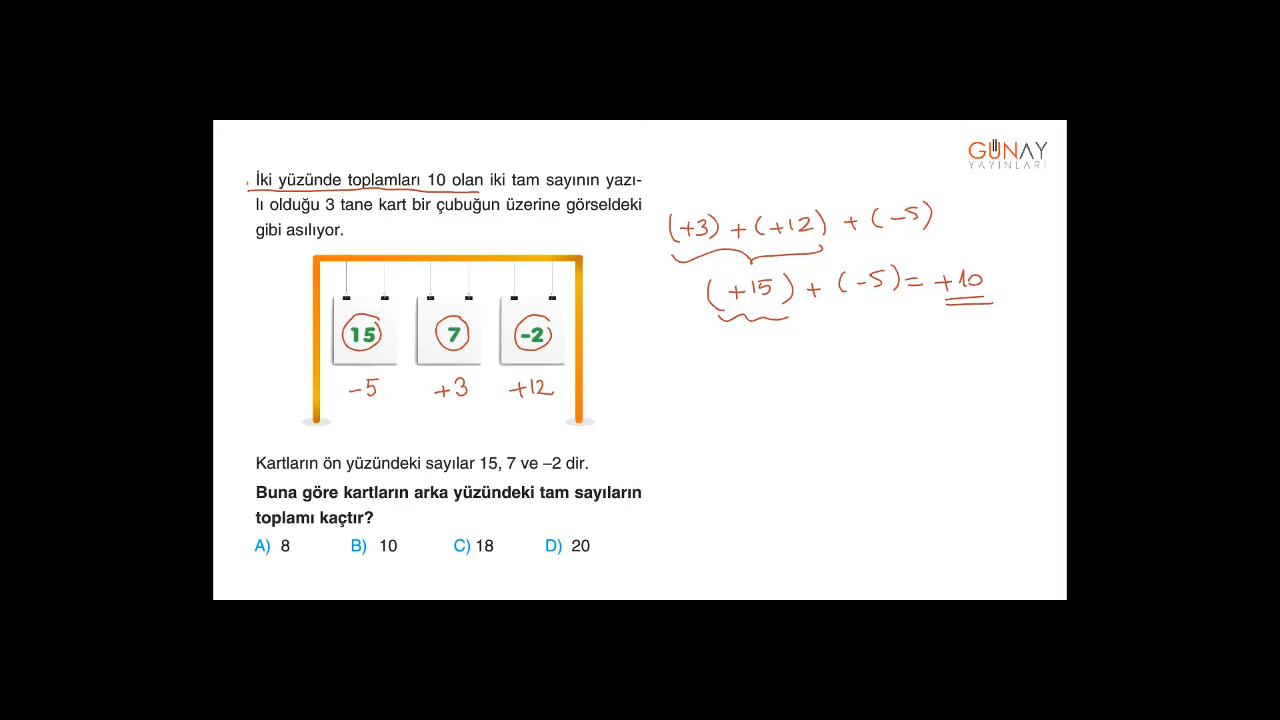 GÜNAY
YAYINLARI
İki yüzünde toplamları 10 olan iki tam sayının yazı-
lı olduğu 3 tane kart bir çubuğun üzerine görseldeki
gibi asılıyor.
15 7 -2
-5 +3 +12
Kartların ön yüzündeki sayılar 15, 7 ve –2 dir.
Buna göre kartların arka yüzündeki tam sayıların
toplamı kaçtır?
A) 8 B) 10 C) 18 D) 20
(+3) + (+12) + (-5)
(+15) + (-5) = +10